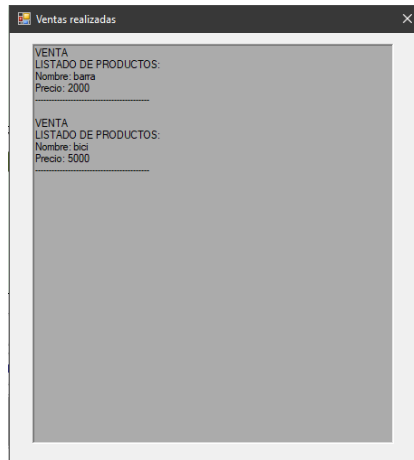 Ventas realizadas
VENTA
LISTADO DE PRODUCTOS:
Nombre: barra
Precio: 2000
------------------------------------------
VENTA
LISTADO DE PRODUCTOS:
Nombre: bici
Precio: 5000
------------------------------------------